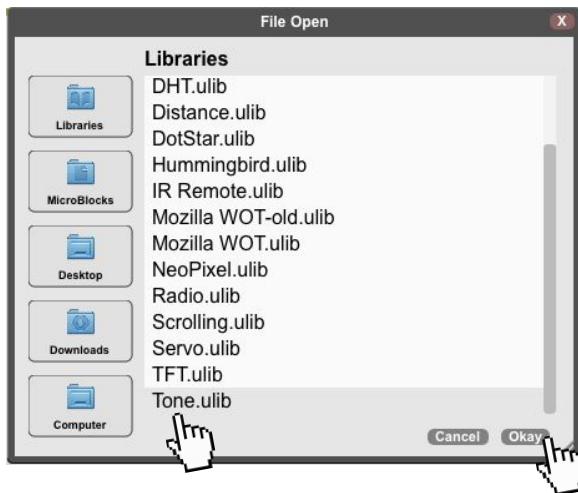 File Open
X
Libraries
Libraries
MicroBlocks
Desktop
Downloads
Computer
DHT.ulib
Distance.ulib
DotStar.ulib
Hummingbird.ulib
IR Remote.ulib
Mozilla WOT-old.ulib
Mozilla WOT.ulib
NeoPixel.ulib
Radio.ulib
Scrolling.ulib
Servo.ulib
TFT.ulib
Tone.ulib
Cancel Okay